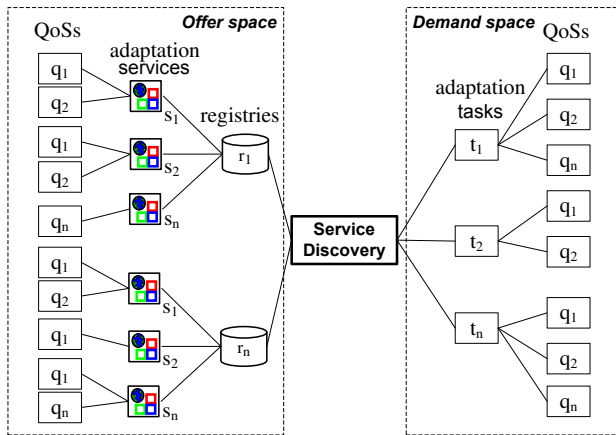 Offer space
Demand space
QoSs
adaptation
services
registries
q1
q2
q1
q2
qn
q1
q2
q1
q1
qn
s1
s2
sn
s1
s2
sn
r1
rn
Service
Discovery
adaptation
tasks
t1
t2
tn
QoSs
q1
q2
qn
q1
q2
q1
q2
qn